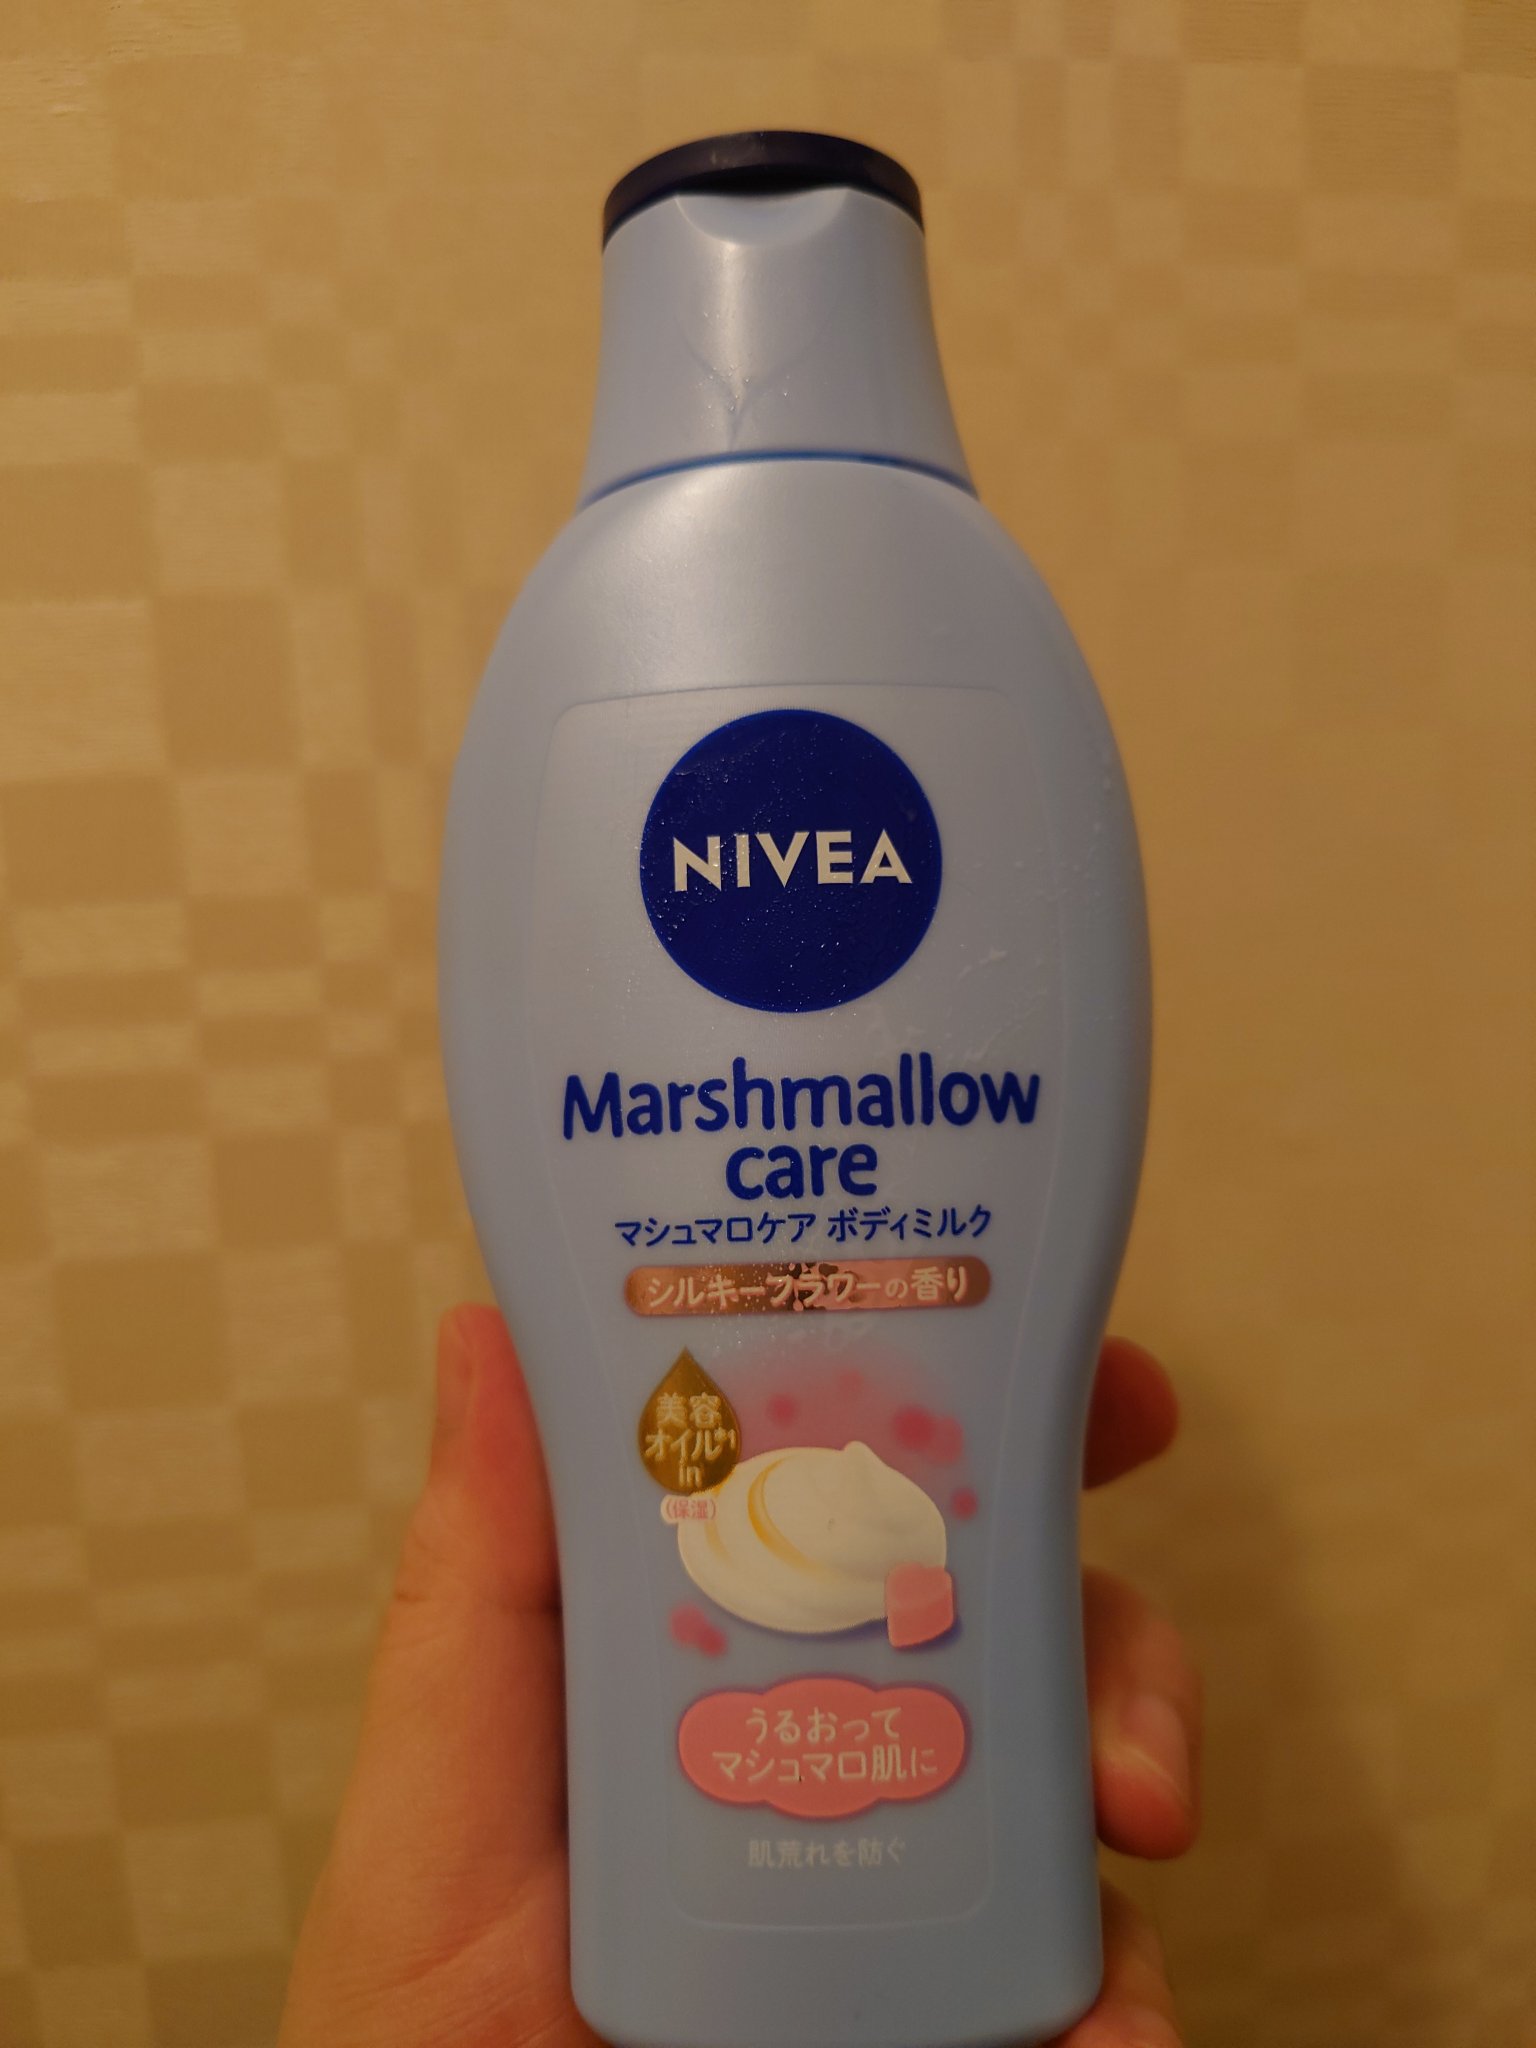 NIVEA
Marshmallow
care
マシュマロケア ボディミルク
シルキーフラワーの香り
美容
オイル*1
in
(保湿)
うるおって
マシュマロ肌に
肌荒れを防ぐ